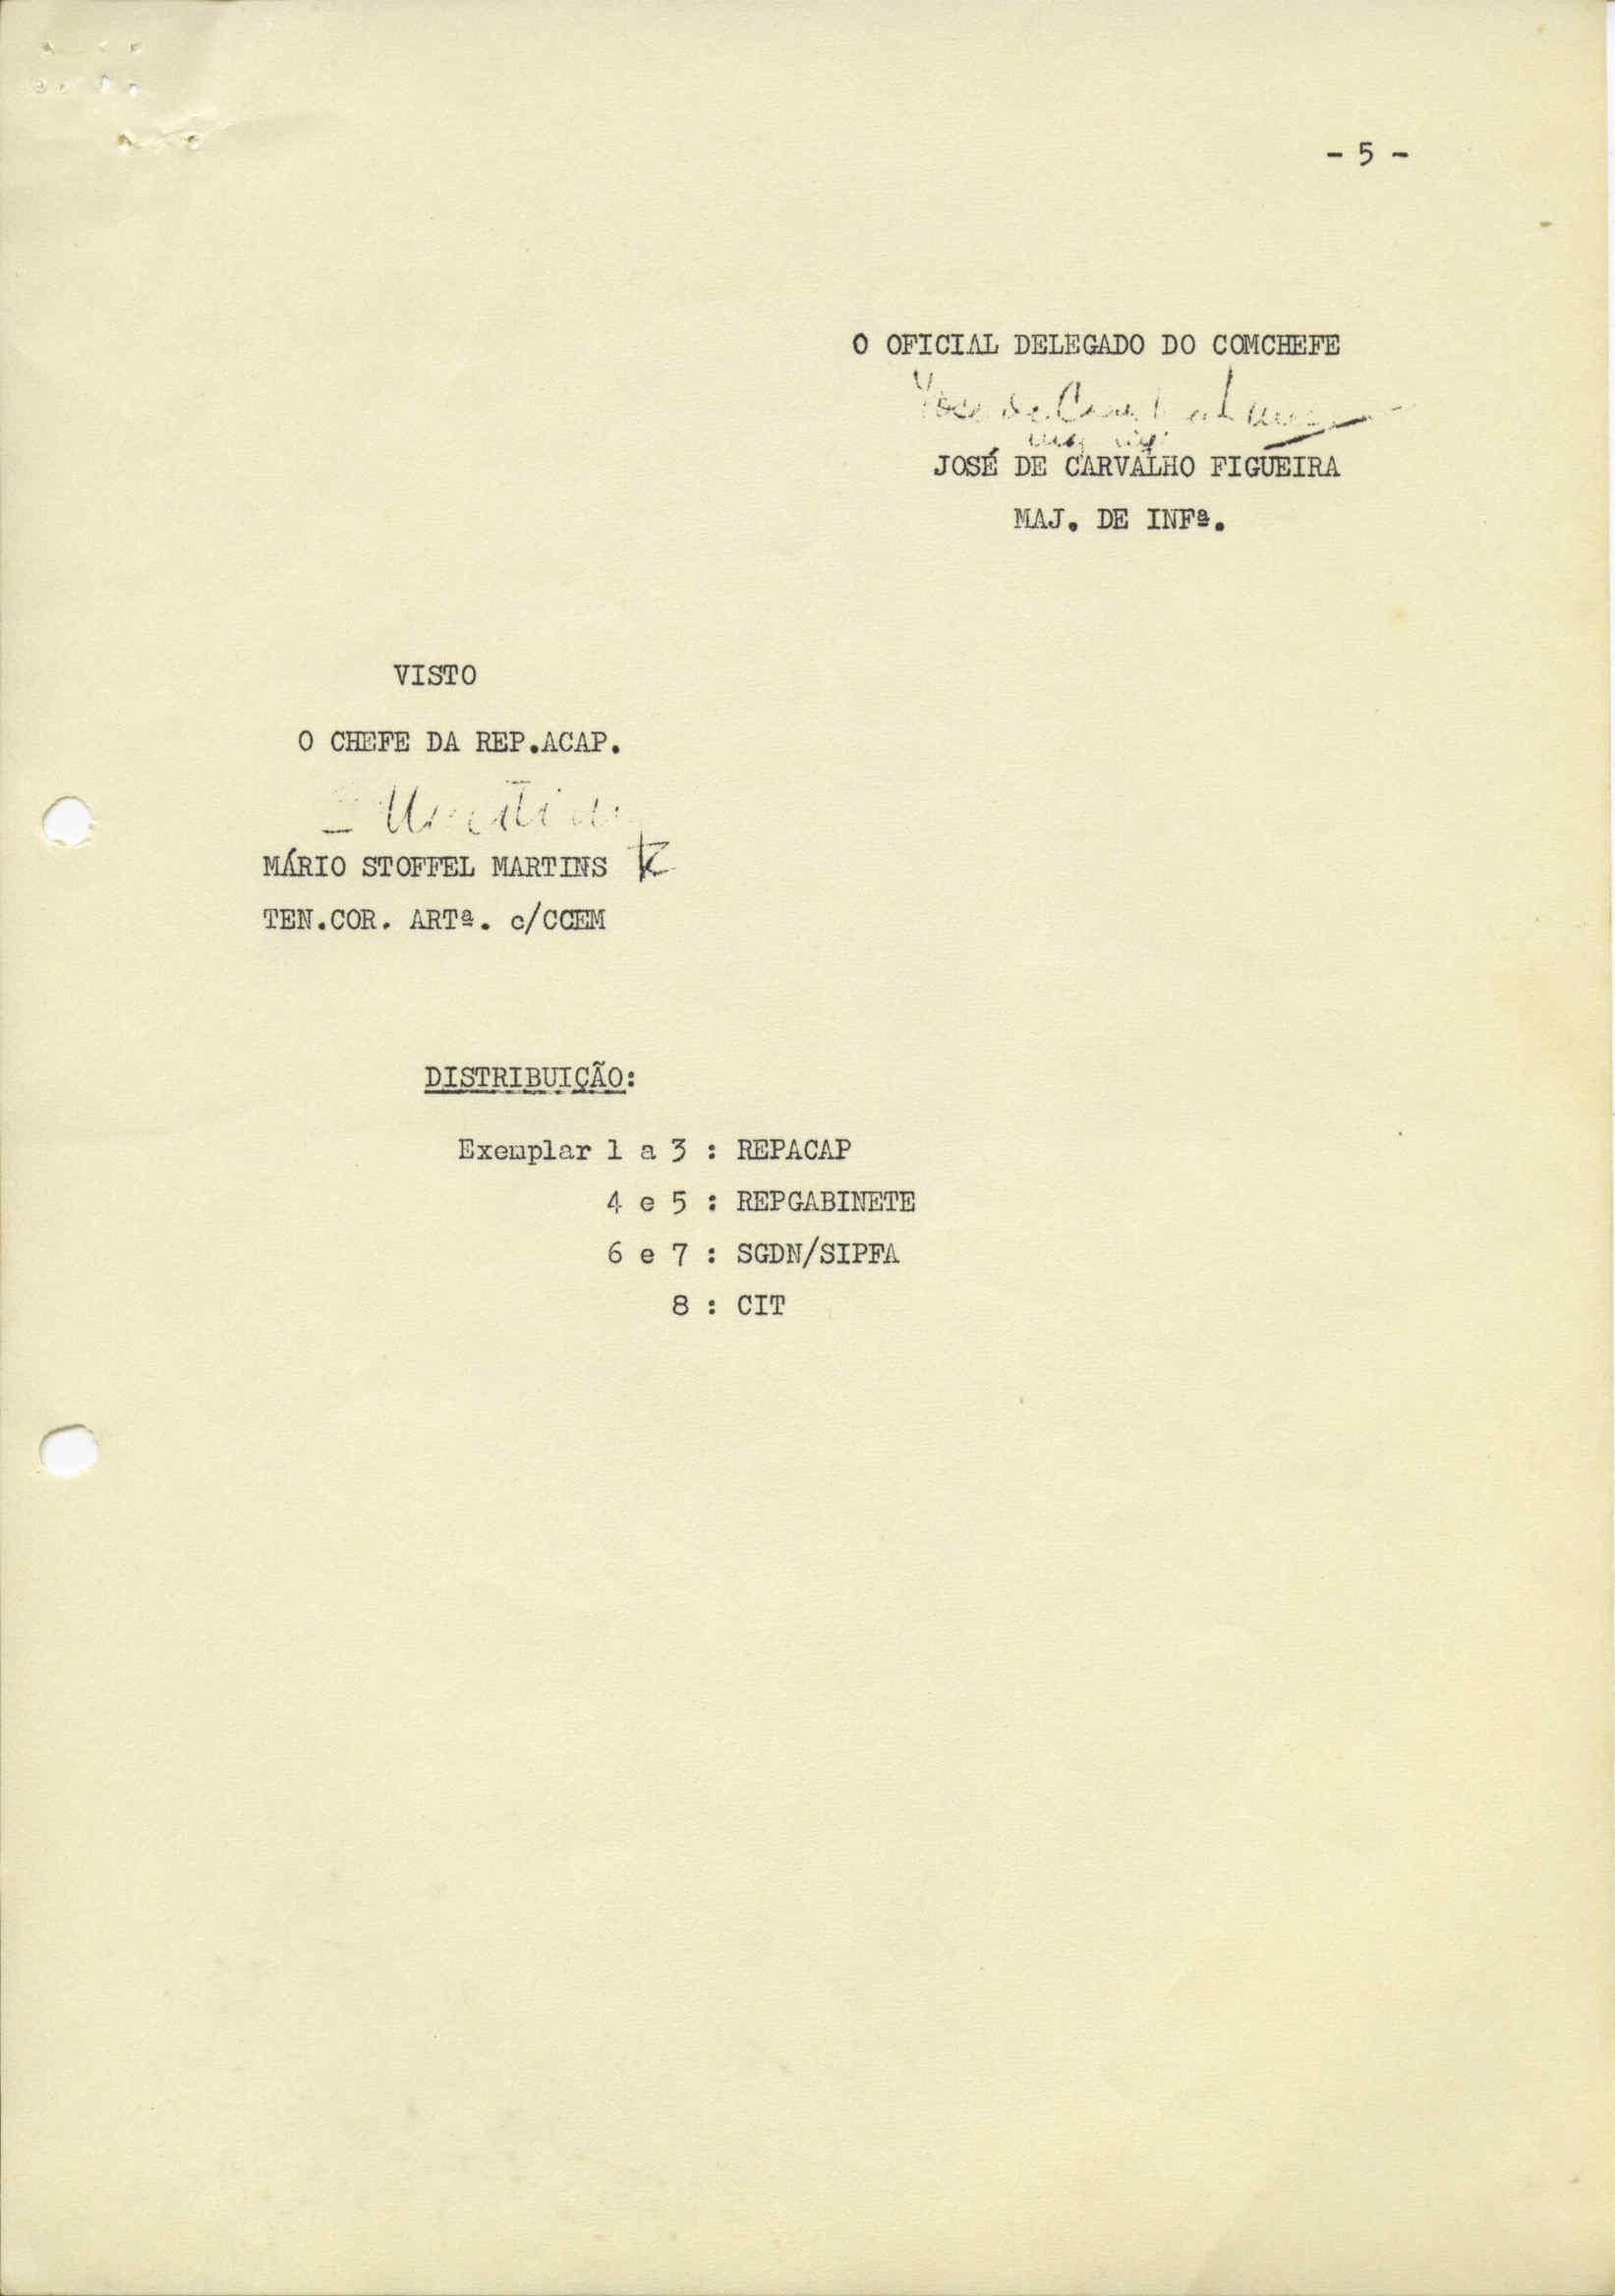 - 5 -
O OFICIAL DELEGADO DO COMCHEFE
JOSÉ DE CARVALHO FIGUEIRA
MAJ. DE INFª.
VISTO
O CHEFE DA REP.ACAP.
MÁRIO STOFFEL MARTINS
TEN.COR. ARTª. c/CCEM
DISTRIBUIÇÃO:
Exemplar 1 a 3 : REPACAP
4 e 5 : REPGABINETE
6 e 7 : SGDN/SIPFA
8 : CIT